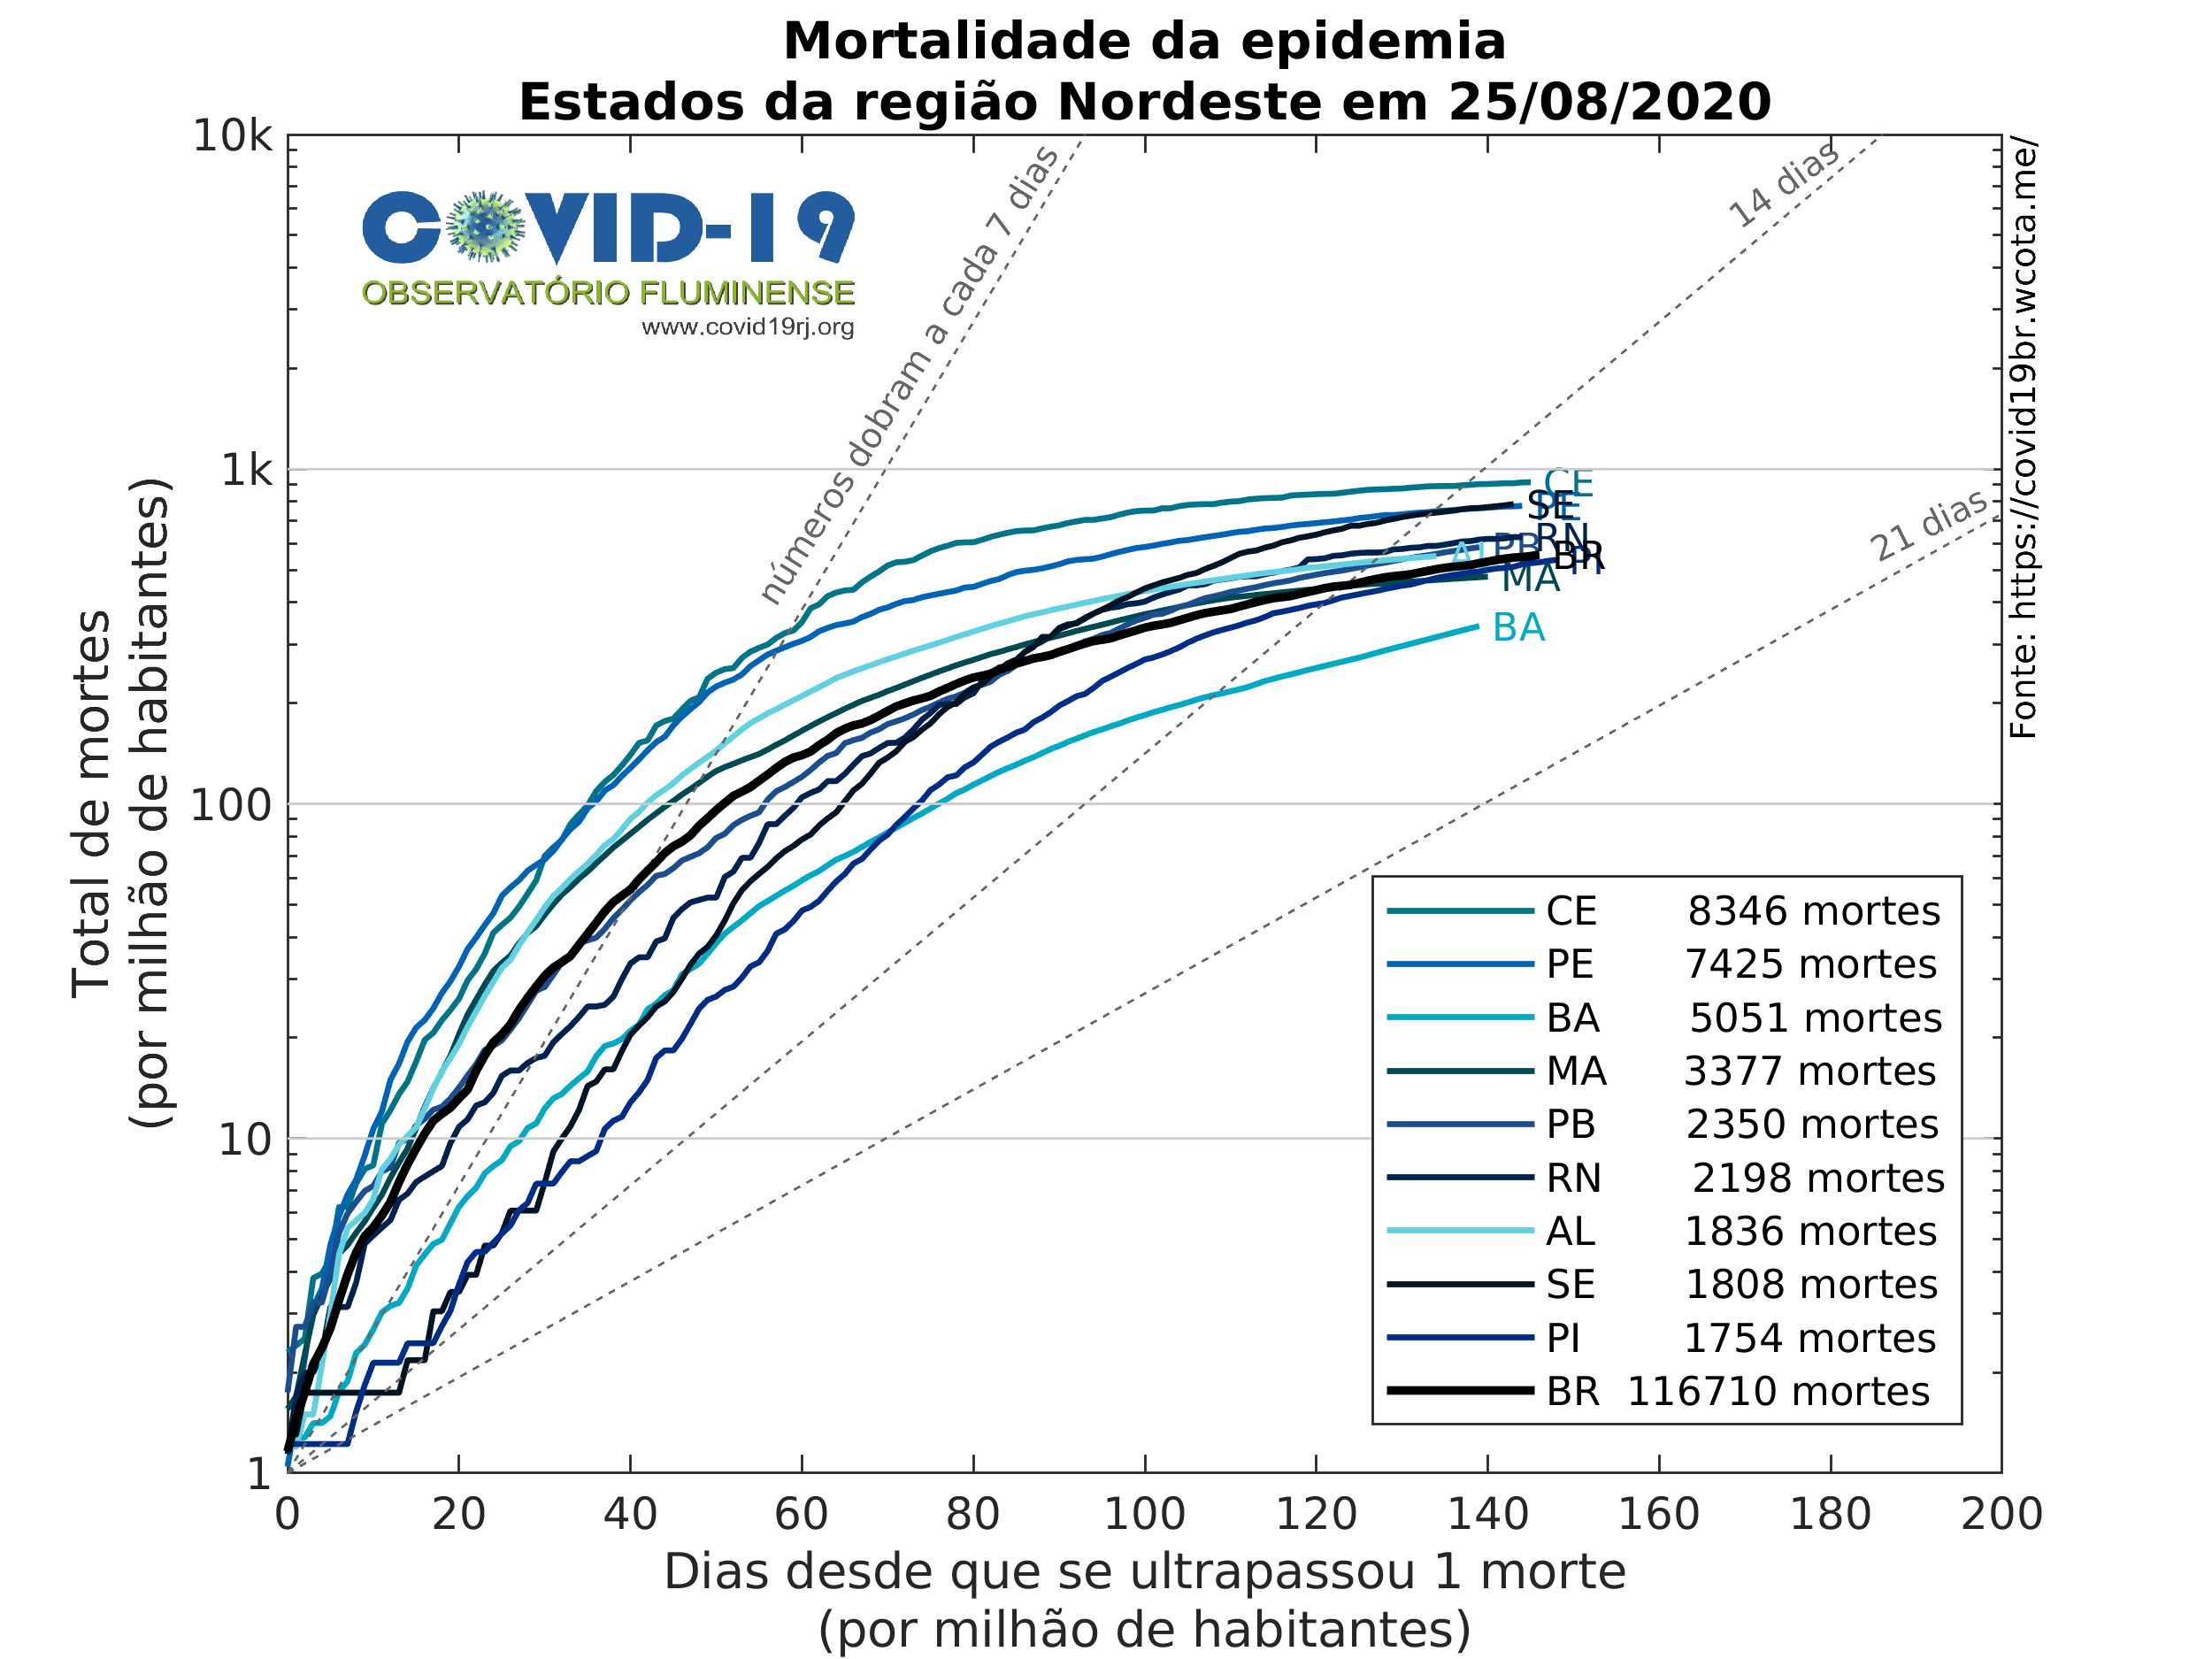 Mortalidade da epidemia
Estados da região Nordeste em 25/08/2020
COVID-19
OBSERVATÓRIO FLUMINENSE
www.covid19rj.org
números dobram a cada 7 dias
14 dias
21 dias
Fonte: https://covid19br.wcota.me/
Total de mortes
(por milhão de habitantes)
10k
1k
100
10
1
CE
PE
SE
RN
PB
AL
BR
PI
MA
BA
CE 8346 mortes
PE 7425 mortes
BA 5051 mortes
MA 3377 mortes
PB 2350 mortes
RN 2198 mortes
AL 1836 mortes
SE 1808 mortes
PI 1754 mortes
BR 116710 mortes
0 20 40 60 80 100 120 140 160 180 200
Dias desde que se ultrapassou 1 morte
(por milhão de habitantes)